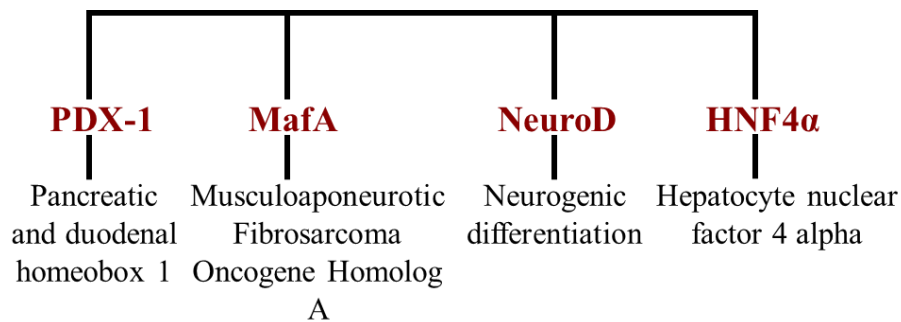 PDX-1
MafA
NeuroD
HNF4α
Pancreatic
and duodenal
homeobox 1
Musculoaponeurotic
Fibrosarcoma
Oncogene Homolog
A
Neurogenic
differentiation
Hepatocyte nuclear
factor 4 alpha